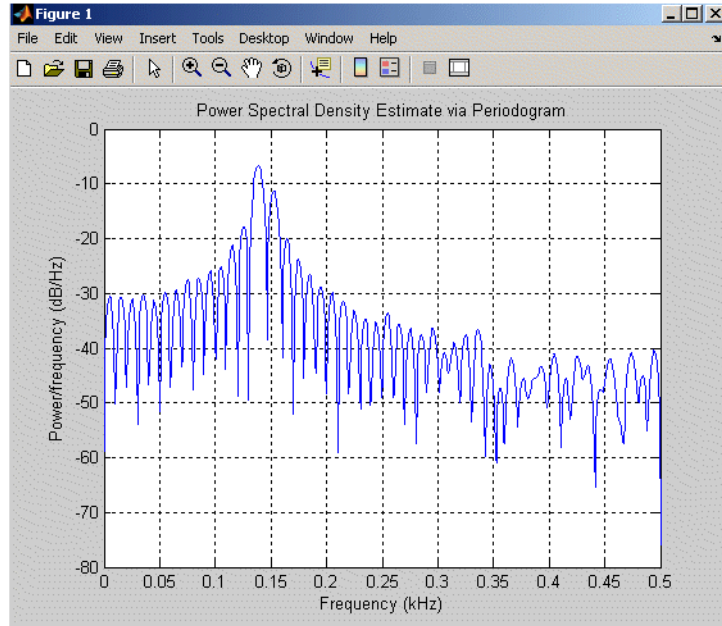 Figure 1
File Edit View Insert Tools Desktop Window Help
Power Spectral Density Estimate via Periodogram
0
-10
-20
-30
-40
-50
-60
-70
-80
Power/frequency (dB/Hz)
0 0.05 0.1 0.15 0.2 0.25 0.3 0.35 0.4 0.45 0.5
Frequency (kHz)